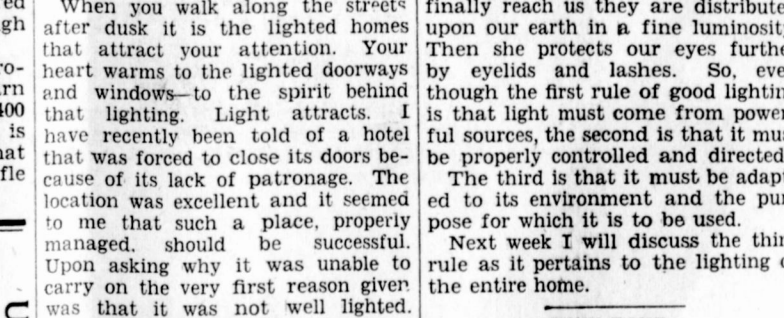 When you walk along the streets
after dusk it is the lighted homes
that attract your attention. Your
heart warms to the lighted doorways
and windows—to the spirit behind
that lighting. Light attracts. I
have recently been told of a hotel
that was forced to close its doors be-
cause of its lack of patronage. The
location was excellent and it seemed
to me that such a place, properly
managed, should be successful.
Upon asking why it was unable to
carry on the very first reason given
was that it was not well lighted.
finally reach us they are distribute
upon our earth in a fine luminosit
Then she protects our eyes furthe
by eyelids and lashes. So, eve
though the first rule of good lightin
is that light must come from power
ful sources, the second is that it mu
be properly controlled and directed
The third is that it must be adap
ed to its environment and the pur
pose for which it is to be used.
Next week I will discuss the thir
rule as it pertains to the lighting
the entire home.